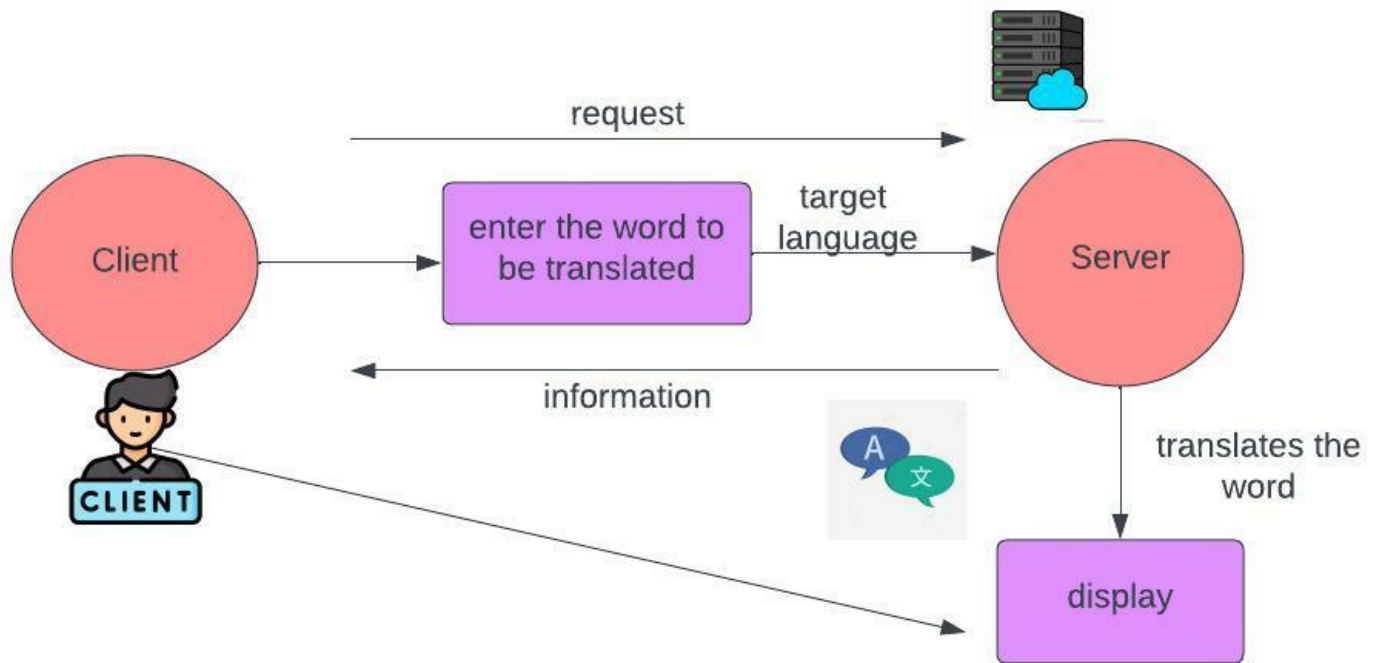 request
target
language
enter the word to
be translated
Client
Server
information
CLIENT
A
文
translates the
word
display